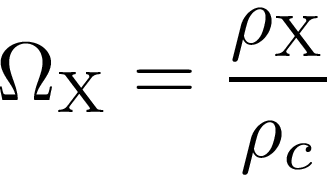 Ω_X = ρ_X / ρ_c